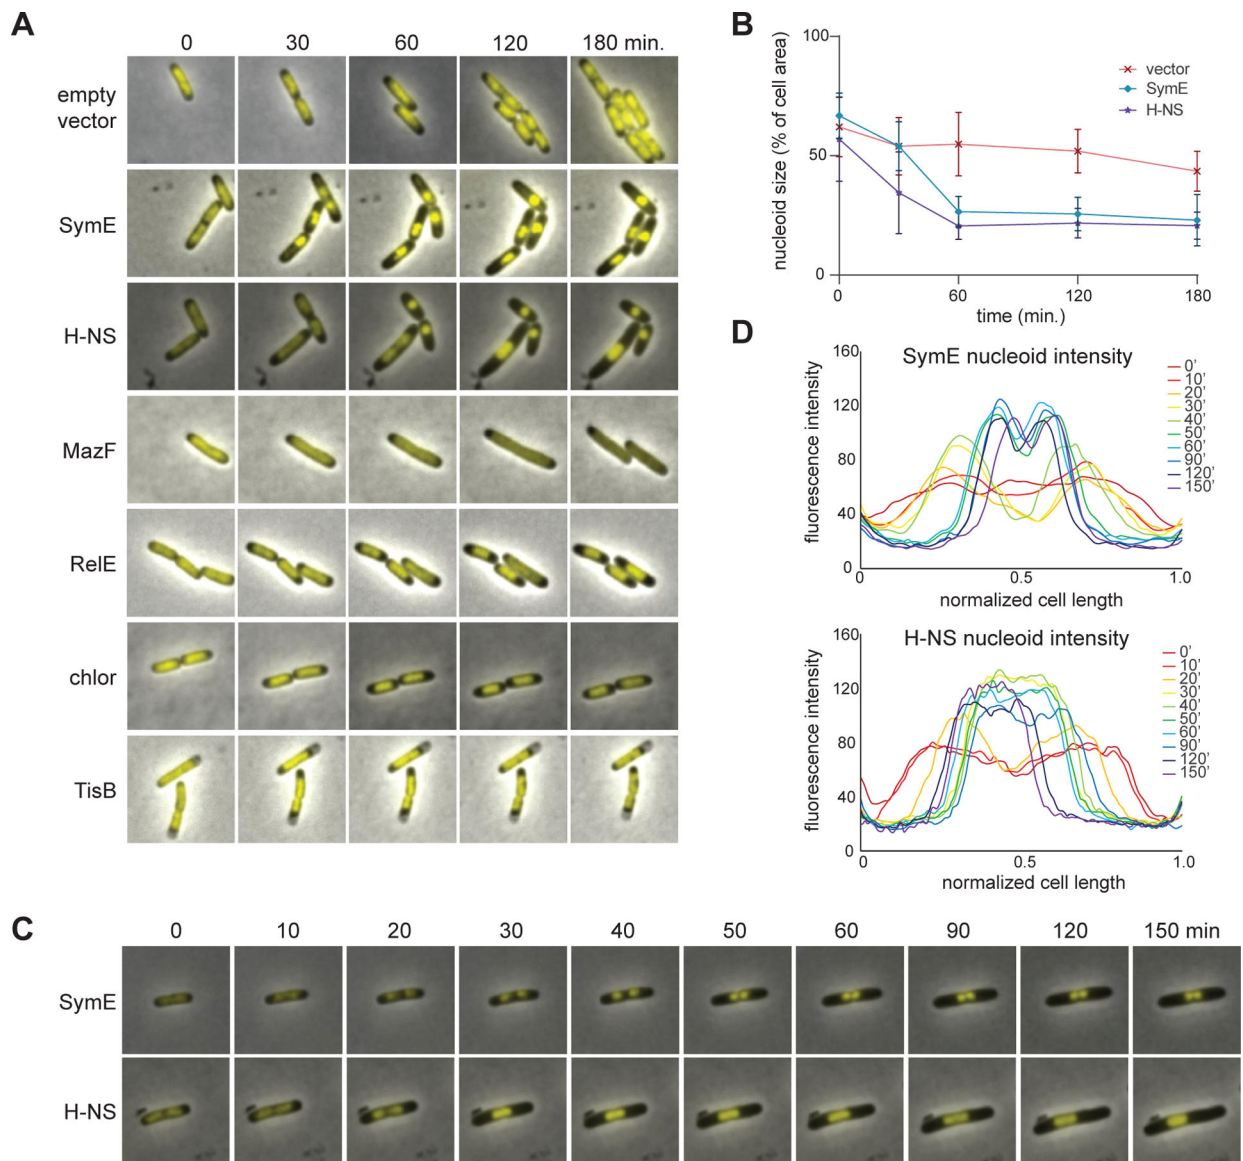 A
0 30 60 120 180 min.
empty
vector
SymE
H-NS
MazF
RelE
chlor
TisB
B
nucleoid size (% of cell area)
100
50
0
0 60 120 180
time (min.)
vector
SymE
H-NS
D
SymE nucleoid intensity
fluorescence intensity
160
120
80
40
0
0 0.5 1.0
normalized cell length
0'
10'
20'
30'
40'
50'
60'
90'
120'
150'
H-NS nucleoid intensity
fluorescence intensity
160
120
80
40
0
0 0.5 1.0
normalized cell length
0'
10'
20'
30'
40'
50'
60'
90'
120'
150'
C
0 10 20 30 40 50 60 90 120 150 min
SymE
H-NS